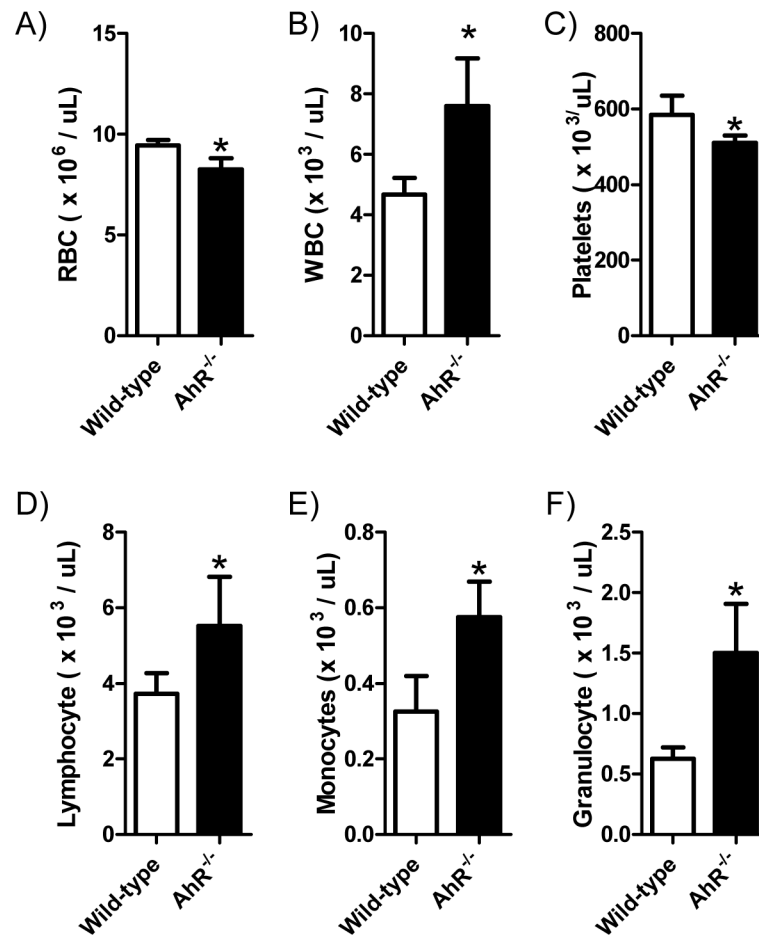 A)
RBC ( x 10⁶ / uL)
15
10
5
0
*
Wild-type
AhR⁻/⁻
B)
WBC ( x 10³ / uL)
10
8
6
4
2
0
*
Wild-type
AhR⁻/⁻
C)
Platelets ( x 10³/uL)
800
600
400
200
0
*
Wild-type
AhR⁻/⁻
D)
Lymphocyte ( x 10³ / uL)
8
6
4
2
0
*
Wild-type
AhR⁻/⁻
E)
Monocytes (x 10³ / uL)
0.8
0.6
0.4
0.2
0.0
*
Wild-type
AhR⁻/⁻
F)
Granulocyte ( x 10³ / uL)
2.5
2.0
1.5
1.0
0.5
0.0
*
Wild-type
AhR⁻/⁻